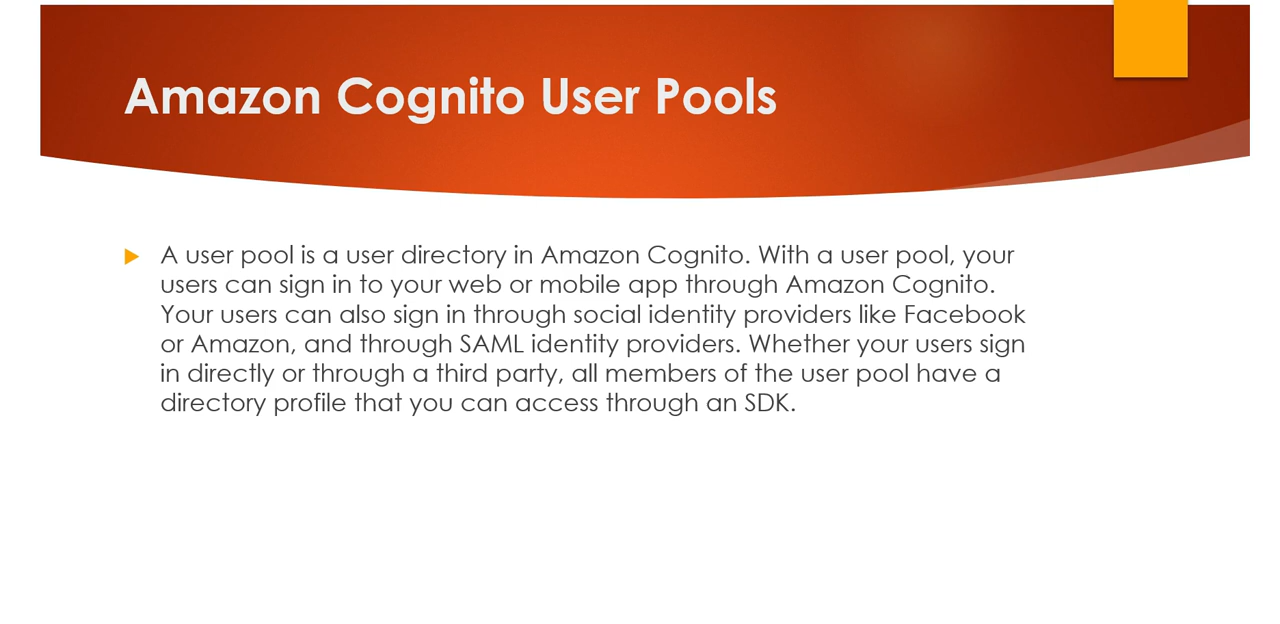 Amazon Cognito User Pools
A user pool is a user directory in Amazon Cognito. With a user pool, your
users can sign in to your web or mobile app through Amazon Cognito.
Your users can also sign in through social identity providers like Facebook
or Amazon, and through SAML identity providers. Whether your users sign
in directly or through a third party, all members of the user pool have a
directory profile that you can access through an SDK.